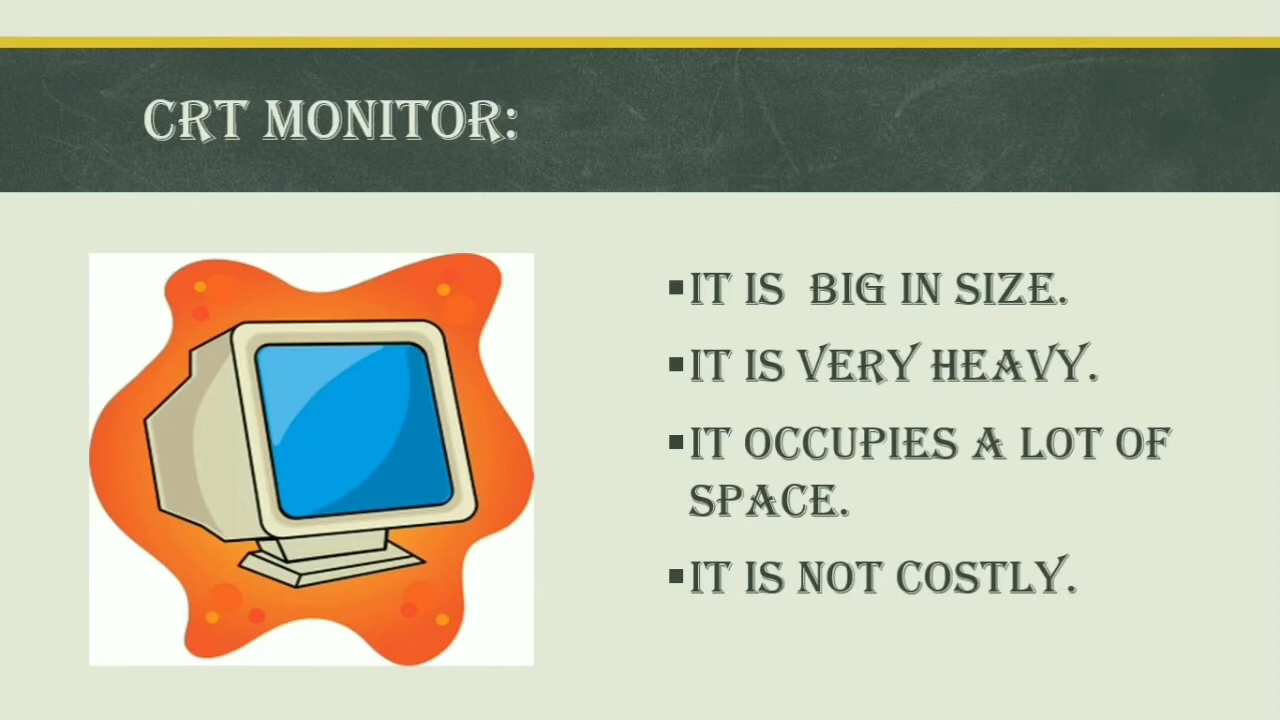 CRT MONITOR:
▪IT IS BIG IN SIZE.
▪IT IS VERY HEAVY.
▪IT OCCUPIES A LOT OF
SPACE.
▪IT IS NOT COSTLY.